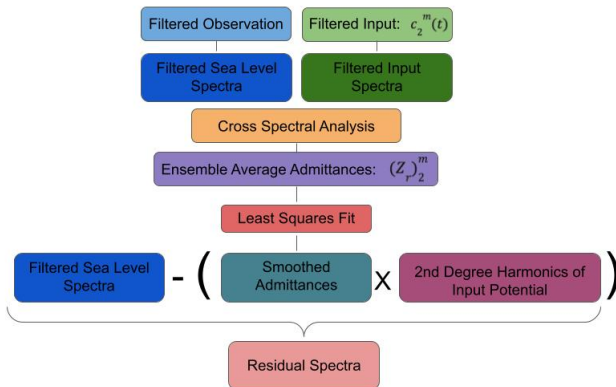 Filtered Observation
Filtered Input: c₂ᵐ(t)
Filtered Sea Level
Spectra
Filtered Input
Spectra
Cross Spectral Analysis
Ensemble Average Admittances: (Zᵣ)₂ᵐ
Least Squares Fit
Filtered Sea Level
Spectra
- (
Smoothed
Admittances
X
2nd Degree Harmonics of
Input Potential
)
Residual Spectra